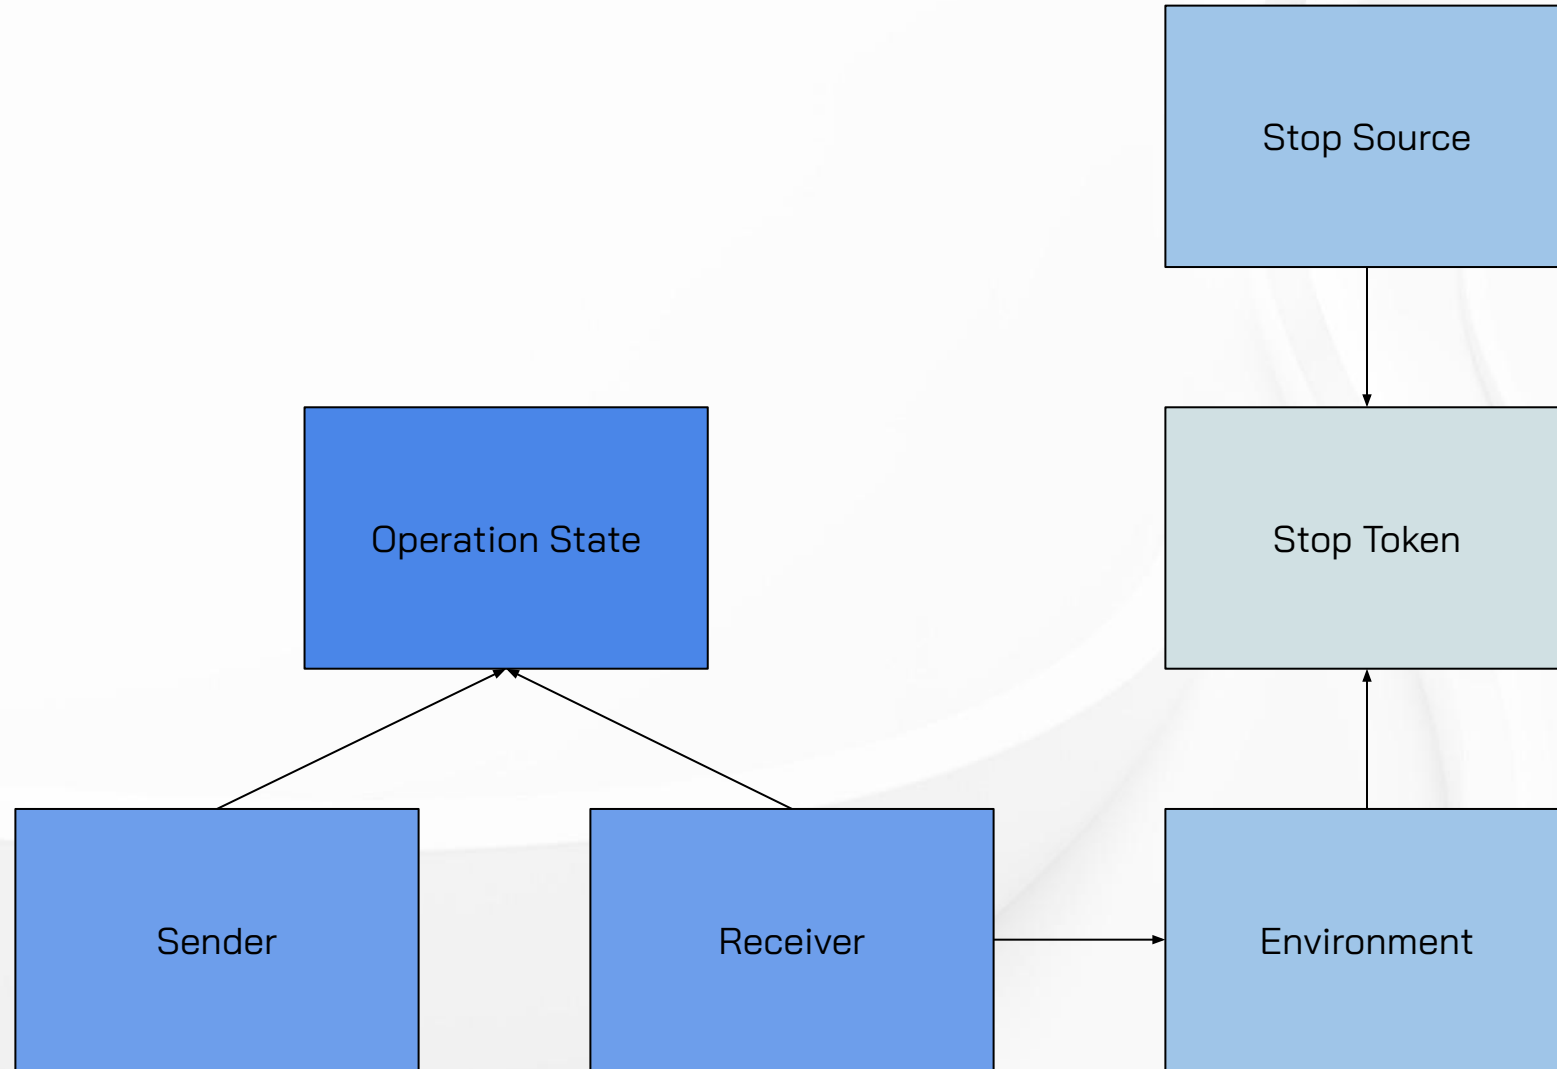 Stop Source
Operation State
Stop Token
Sender
Receiver
Environment